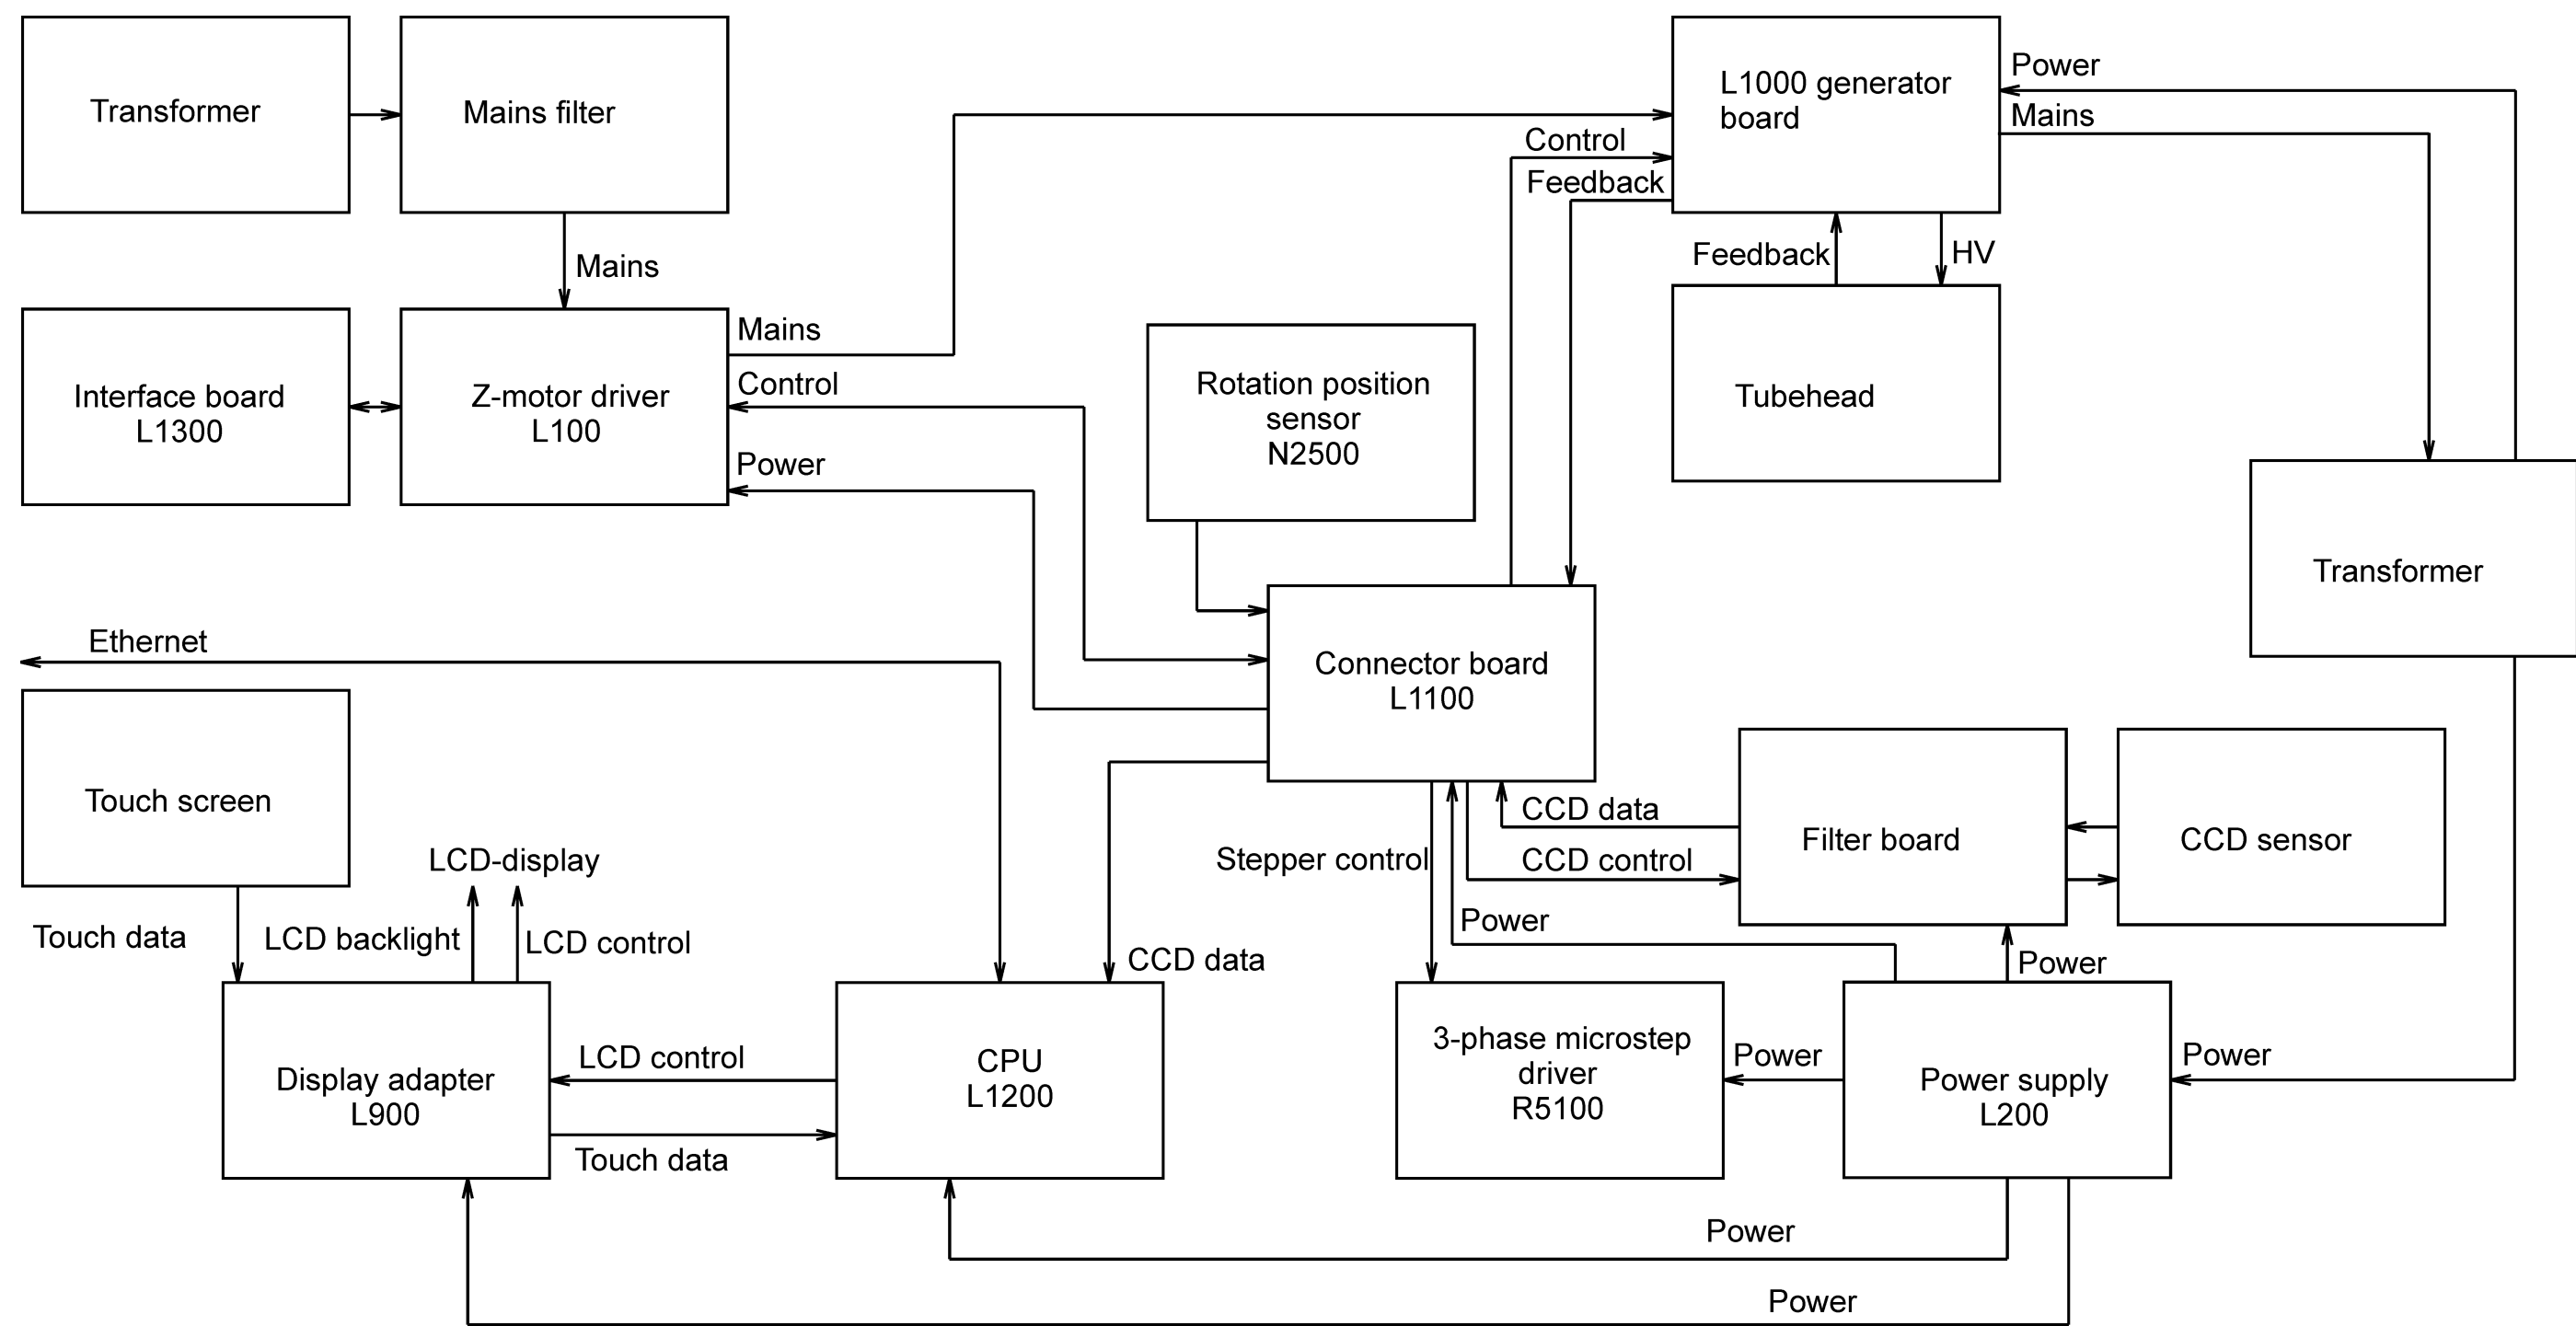 Transformer
Mains filter
L1000 generator
board
Power
Mains
Control
Feedback
Feedback
HV
Mains
Interface board
L1300
Z-motor driver
L100
Mains
Control
Power
Rotation position
sensor
N2500
Tubehead
Transformer
Ethernet
Connector board
L1100
Touch screen
CCD data
CCD control
Filter board
CCD sensor
Stepper control
LCD-display
Touch data
LCD backlight
LCD control
CCD data
Power
Power
Display adapter
L900
LCD control
Touch data
CPU
L1200
3-phase microstep
driver
R5100
Power
Power supply
L200
Power
Power
Power